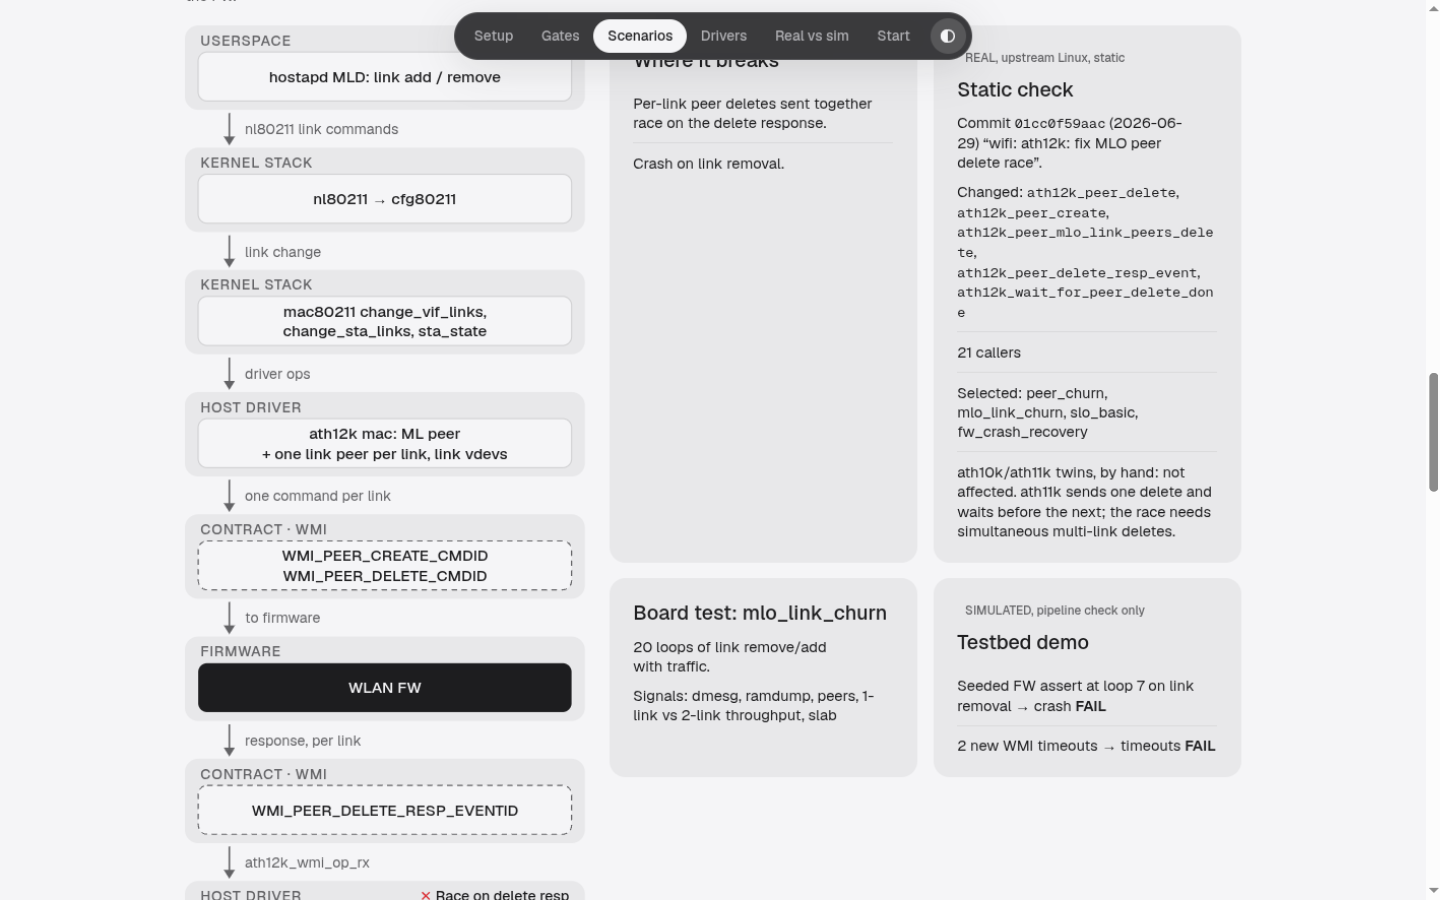 Setup
Gates
Scenarios
Drivers
Real vs sim
Start
USERSPACE
hostapd MLD: link add / remove
nl80211 link commands
KERNEL STACK
nl80211 → cfg80211
link change
KERNEL STACK
mac80211 change_vif_links,
change_sta_links, sta_state
driver ops
HOST DRIVER
ath12k mac: ML peer
+ one link peer per link, link vdevs
one command per link
CONTRACT · WMI
WMI_PEER_CREATE_CMDID
WMI_PEER_DELETE_CMDID
to firmware
FIRMWARE
WLAN FW
response, per link
CONTRACT · WMI
WMI_PEER_DELETE_RESP_EVENTID
ath12k_wmi_op_rx
HOST DRIVER
✕ Race on delete resp
Where it breaks
Per-link peer deletes sent together
race on the delete response.
Crash on link removal.
REAL, upstream Linux, static
Static check
Commit 01cc0f59aac (2026-06-
29) “wifi: ath12k: fix MLO peer
delete race”.
Changed: ath12k_peer_delete,
ath12k_peer_create,
ath12k_peer_mlo_link_peers_dele
te,
ath12k_peer_delete_resp_event,
ath12k_wait_for_peer_delete_don
e
21 callers
Selected: peer_churn,
mlo_link_churn, slo_basic,
fw_crash_recovery
ath10k/ath11k twins, by hand: not
affected. ath11k sends one delete and
waits before the next; the race needs
simultaneous multi-link deletes.
Board test: mlo_link_churn
20 loops of link remove/add
with traffic.
Signals: dmesg, ramdump, peers, 1-
link vs 2-link throughput, slab
SIMULATED, pipeline check only
Testbed demo
Seeded FW assert at loop 7 on link
removal → crash FAIL
2 new WMI timeouts → timeouts FAIL